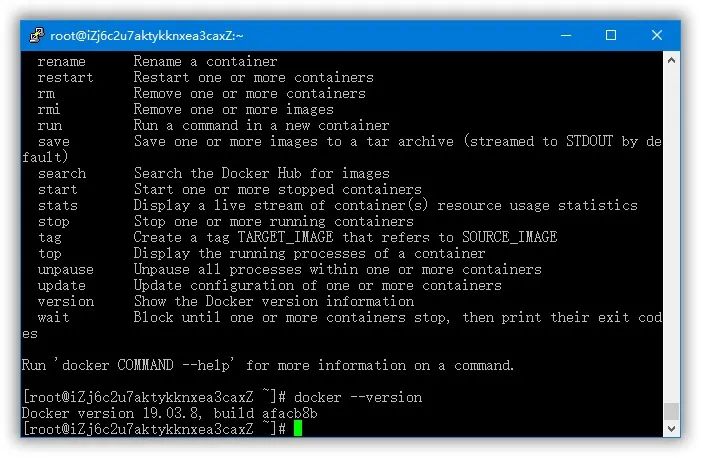 root@iZj6c2u7aktykknxea3caxZ:~
rename      Rename a container
restart     Restart one or more containers
rm          Remove one or more containers
rmi         Remove one or more images
run         Run a command in a new container
save        Save one or more images to a tar archive (streamed to STDOUT by de
fault)
search      Search the Docker Hub for images
start       Start one or more stopped containers
stats       Display a live stream of container(s) resource usage statistics
stop        Stop one or more running containers
tag         Create a tag TARGET_IMAGE that refers to SOURCE_IMAGE
top         Display the running processes of a container
unpause     Unpause all processes within one or more containers
update      Update configuration of one or more containers
version     Show the Docker version information
wait        Block until one or more containers stop, then print their exit cod
es
Run 'docker COMMAND --help' for more information on a command.
[root@iZj6c2u7aktykknxea3caxZ ~]# docker --version
Docker version 19.03.8, build afacb8b
[root@iZj6c2u7aktykknxea3caxZ ~]#